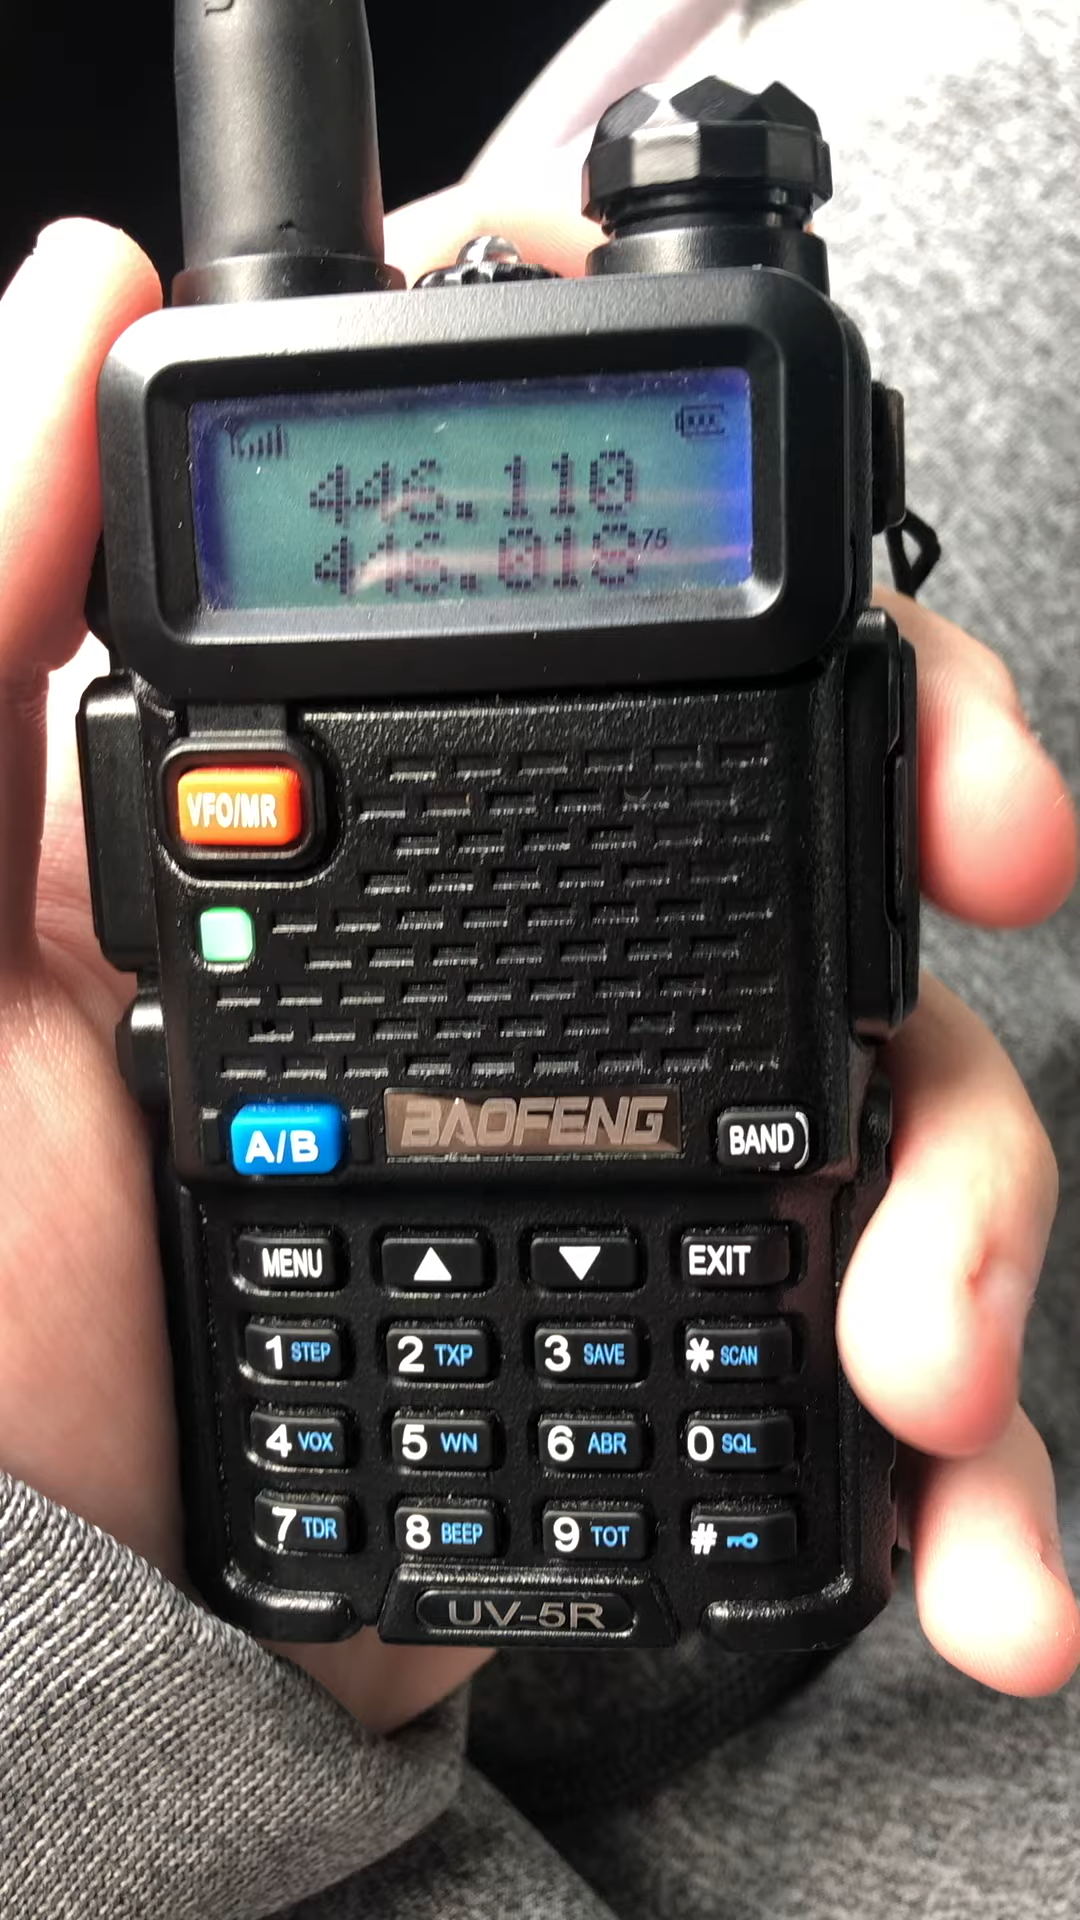 446.110
446.018 75
VFO/MR
A/B BAOFENG BAND
MENU ▲ ▼ EXIT
1 STEP 2 TXP 3 SAVE * SCAN
4 VOX 5 WN 6 ABR 0 SQL
7 TDR 8 BEEP 9 TOT #
UV-5R